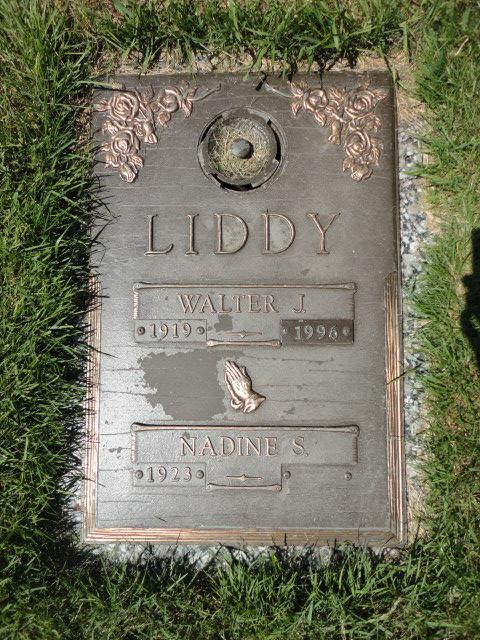 LIDDY
WALTER J.
1919 1996
NADINE S.
1923